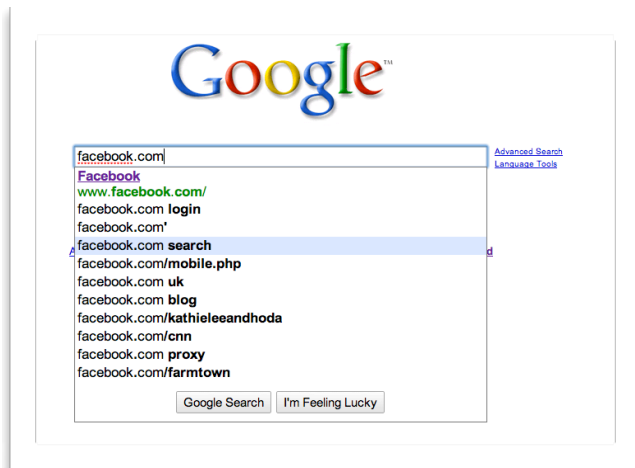 Google™
facebook.com
Advanced Search
Language Tools
Facebook
www.facebook.com/
facebook.com login
facebook.com'
facebook.com search
facebook.com/mobile.php
facebook.com uk
facebook.com blog
facebook.com/kathieleeandhoda
facebook.com/cnn
facebook.com proxy
facebook.com/farmtown
Google Search I'm Feeling Lucky